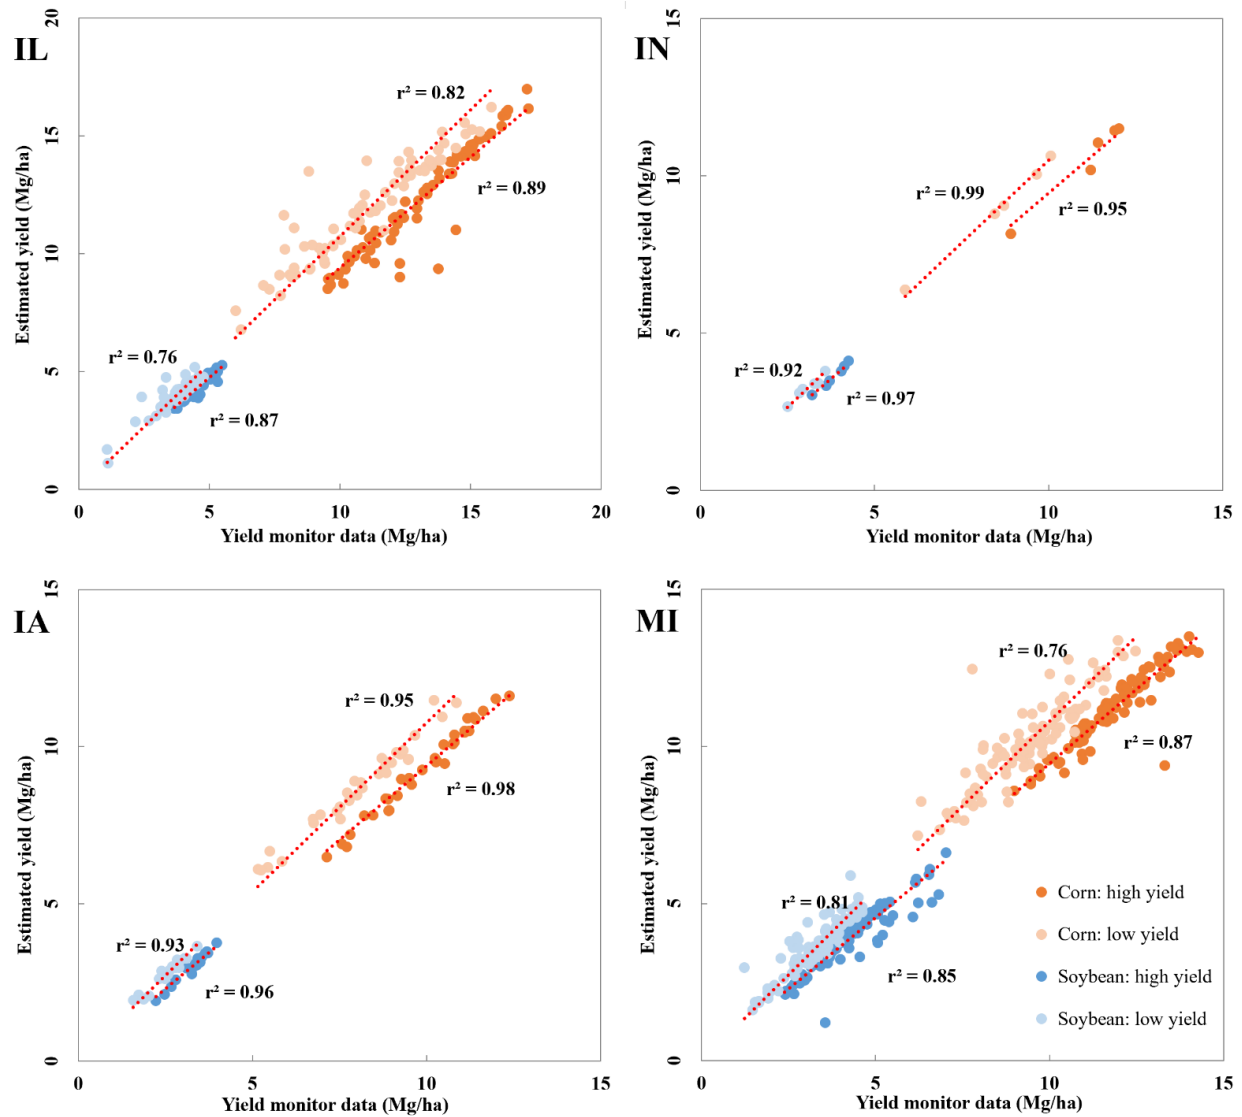 IL
20
15
10
5
0
Estimated yield (Mg/ha)
r² = 0.82
r² = 0.89
r² = 0.76
r² = 0.87
0 5 10 15 20
Yield monitor data (Mg/ha)
IN
15
10
5
0
Estimated yield (Mg/ha)
r² = 0.99
r² = 0.95
r² = 0.92
r² = 0.97
0 5 10 15
Yield monitor data (Mg/ha)
IA
15
10
5
0
Estimated yield (Mg/ha)
r² = 0.95
r² = 0.98
r² = 0.93
r² = 0.96
0 5 10 15
Yield monitor data (Mg/ha)
MI
15
10
5
0
Estimated yield (Mg/ha)
r² = 0.76
r² = 0.87
r² = 0.81
r² = 0.85
Corn: high yield
Corn: low yield
Soybean: high yield
Soybean: low yield
0 5 10 15
Yield monitor data (Mg/ha)